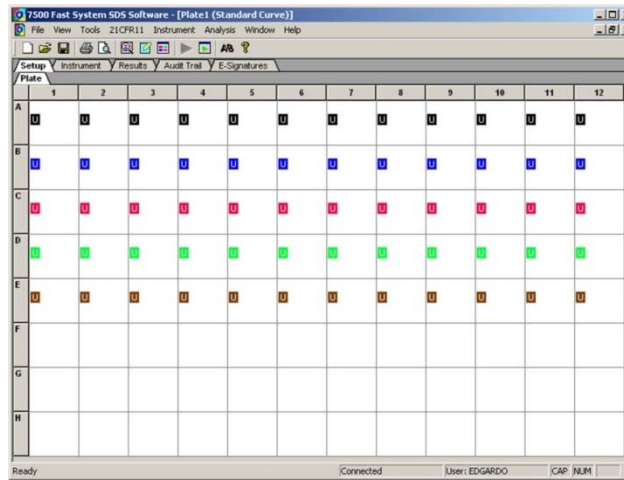 7500 Fast System SDS Software - [Plate1 (Standard Curve)]
File View Tools 21CFR11 Instrument Analysis Window Help
Setup Instrument Results Audit Trail E-Signatures
Plate
1 2 3 4 5 6 7 8 9 10 11 12
A
U U U U U U U U U U U U
B
U U U U U U U U U U U U
C
U U U U U U U U U U U U
D
U U U U U U U U U U U U
E
U U U U U U U U U U U U
F
G
H
Ready Connected User: EDGARDO CAP NUM